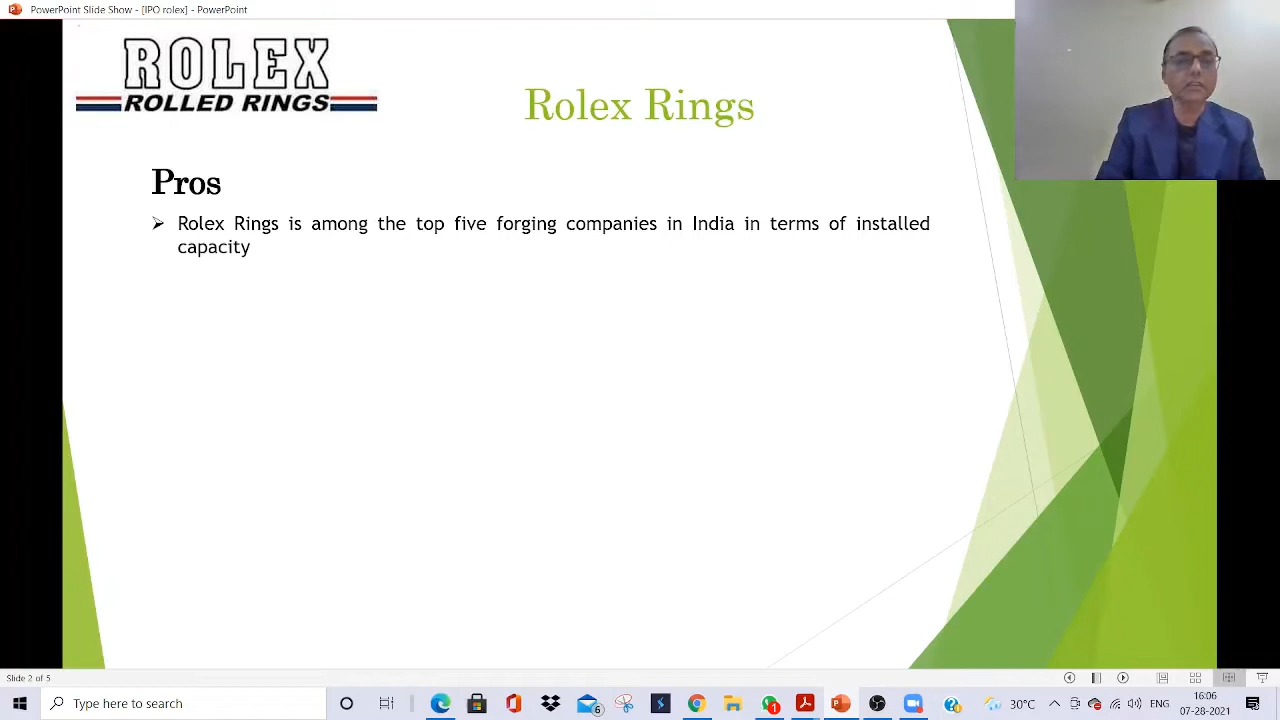 PowerPoint Slide Show - [IPO rolex] - PowerPoint
ROLEX
ROLLED RINGS
Rolex Rings
Pros
Rolex Rings is among the top five forging companies in India in terms of installed
capacity
Slide 2 of 5
Type here to search
6
1
30°C
ENG
16:06
07-28-2021